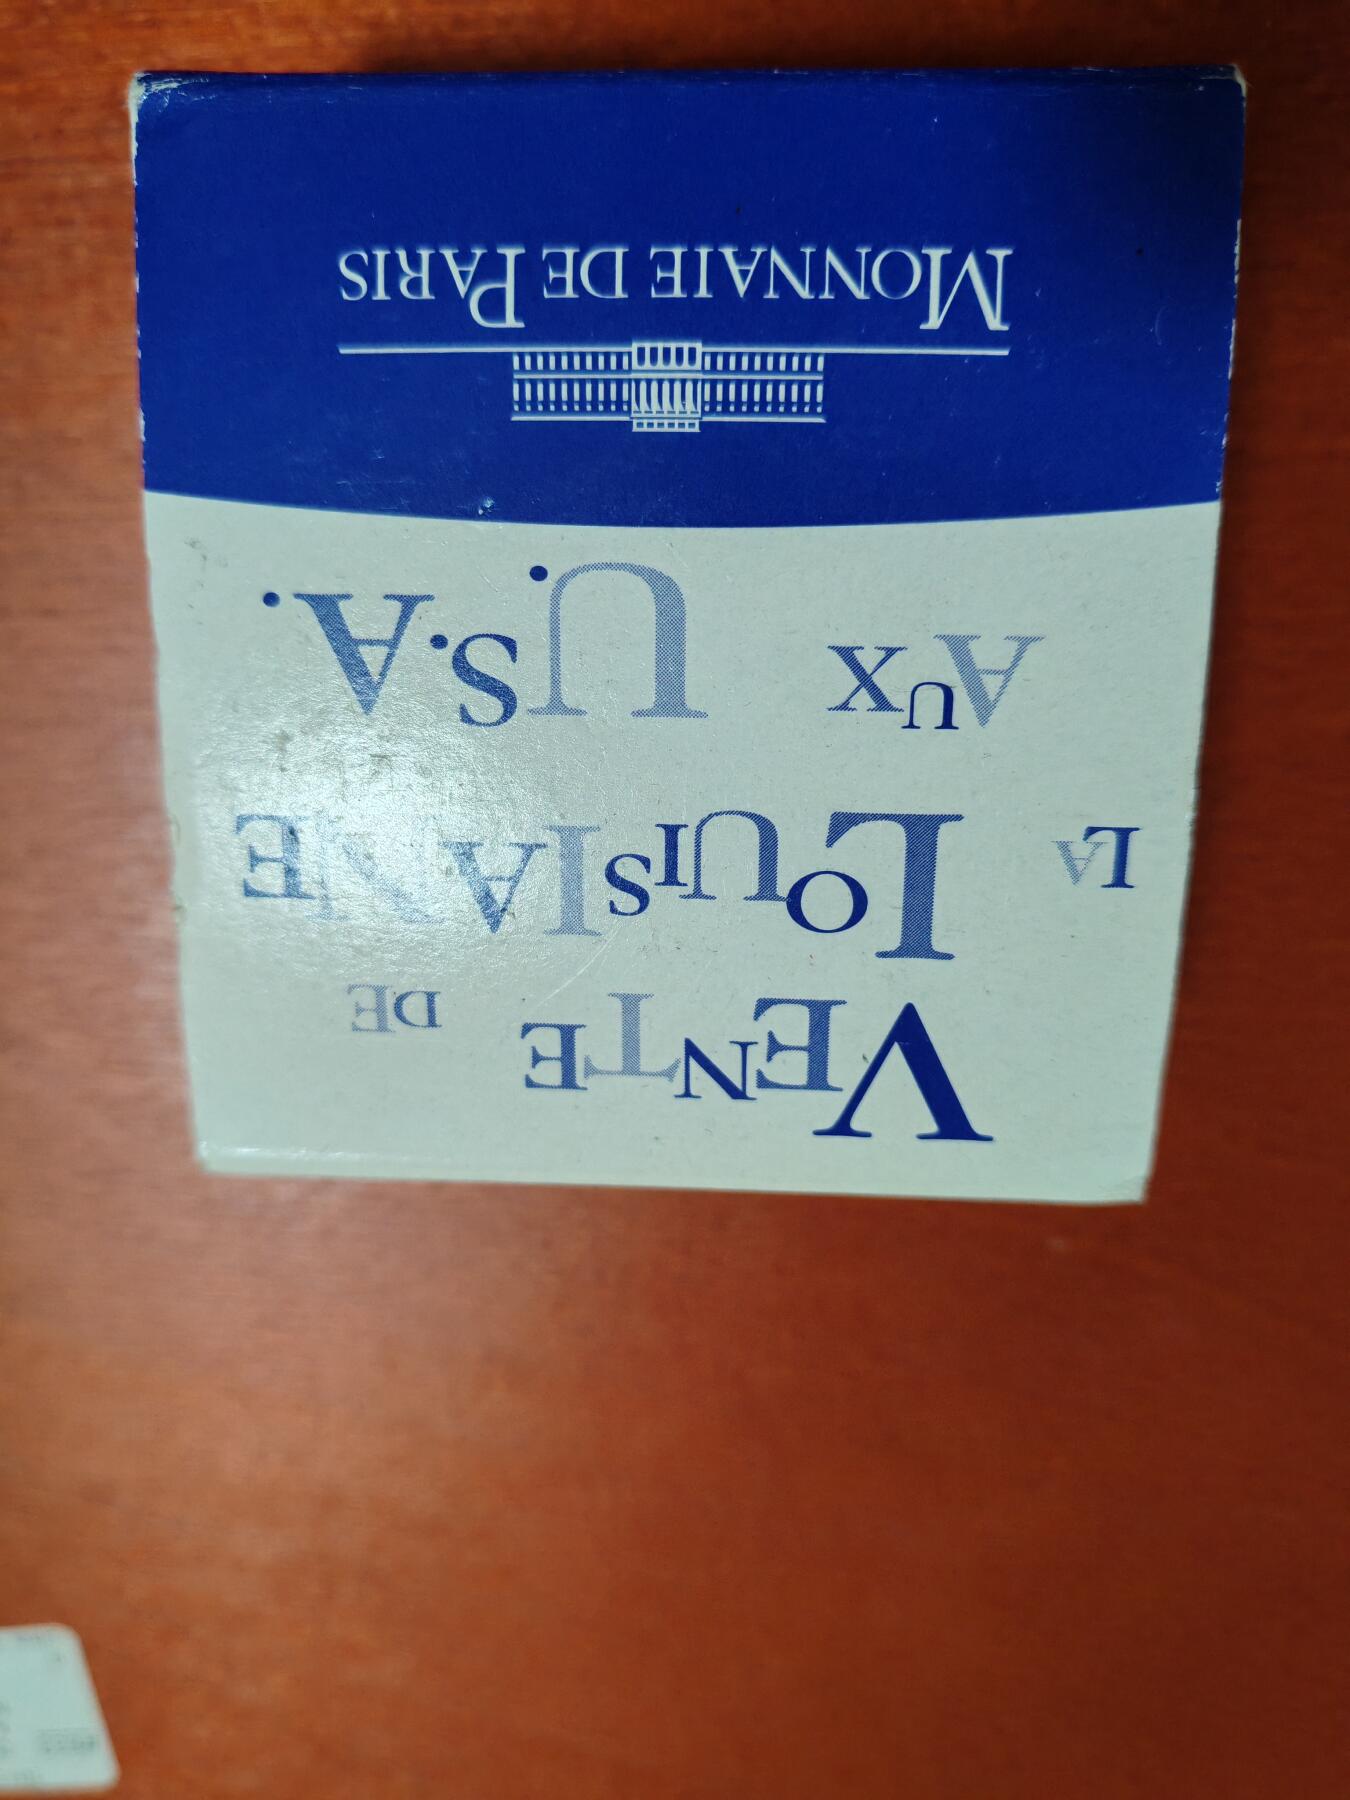 VENTE DE
LA LOUISIANE
AUX U.S.A.
MONNAIE DE PARIS